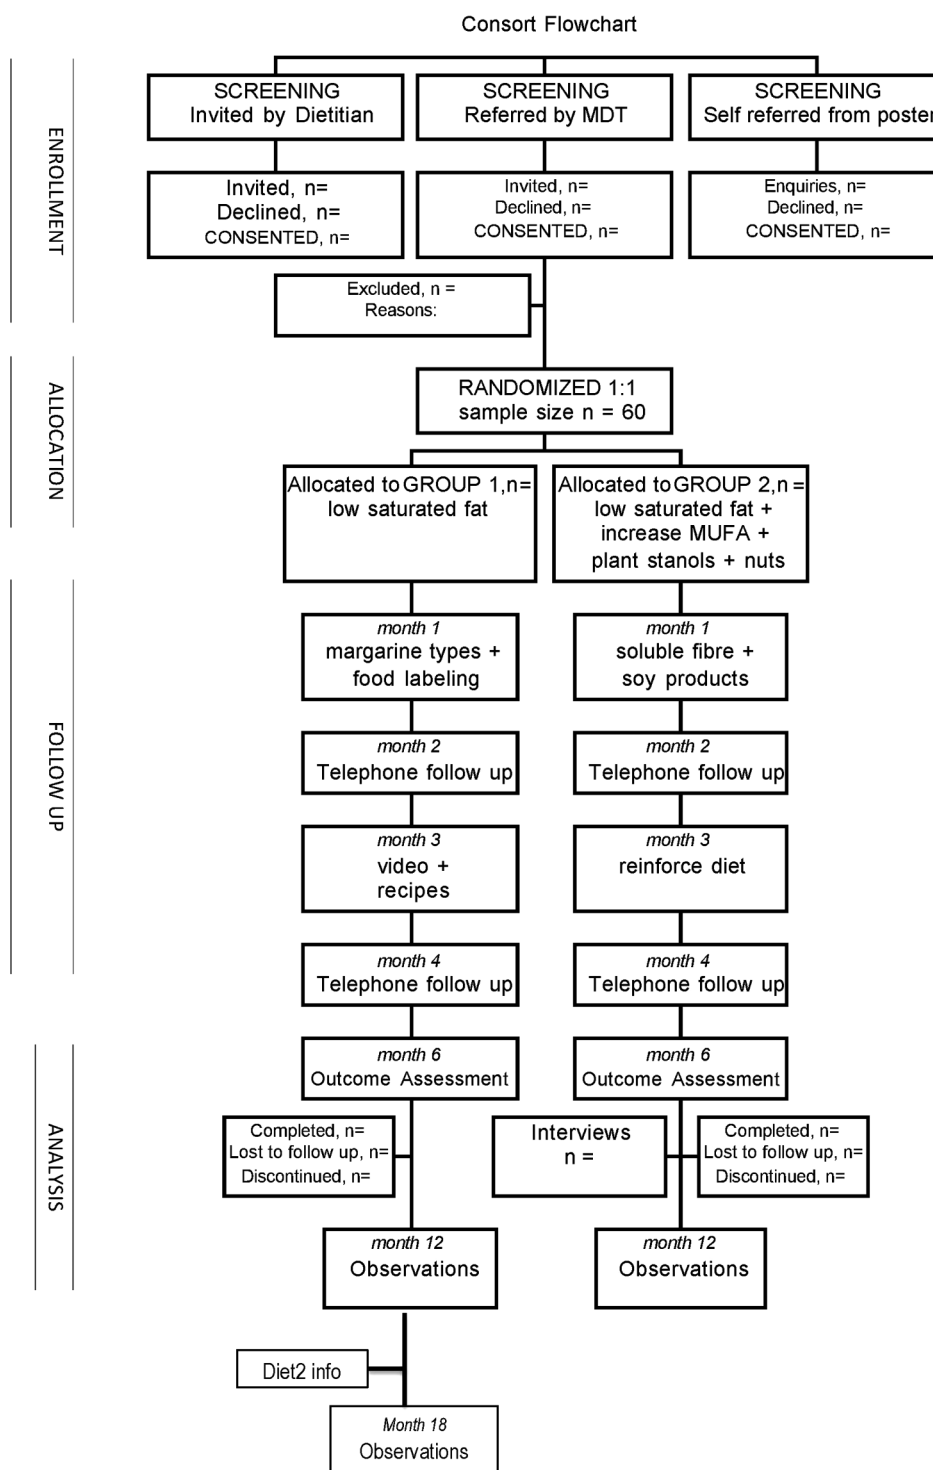 Consort Flowchart
ENROLLMENT
SCREENING
Invited by Dietitian
SCREENING
Referred by MDT
SCREENING
Self referred from poster
Invited, n=
Declined, n=
CONSENTED, n=
Invited, n=
Declined, n=
CONSENTED, n=
Enquiries, n=
Declined, n=
CONSENTED, n=
Excluded, n =
Reasons:
ALLOCATION
RANDOMIZED 1:1
sample size n = 60
Allocated to GROUP 1,n=
low saturated fat
Allocated to GROUP 2,n=
low saturated fat +
increase MUFA +
plant stanols + nuts
FOLLOW UP
month 1
margarine types +
food labeling
month 1
soluble fibre +
soy products
month 2
Telephone follow up
month 2
Telephone follow up
month 3
video +
recipes
month 3
reinforce diet
month 4
Telephone follow up
month 4
Telephone follow up
ANALYSIS
month 6
Outcome Assessment
month 6
Outcome Assessment
Completed, n=
Lost to follow up, n=
Discontinued, n=
Interviews
n =
Completed, n=
Lost to follow up, n=
Discontinued, n=
month 12
Observations
month 12
Observations
Diet2 info
Month 18
Observations